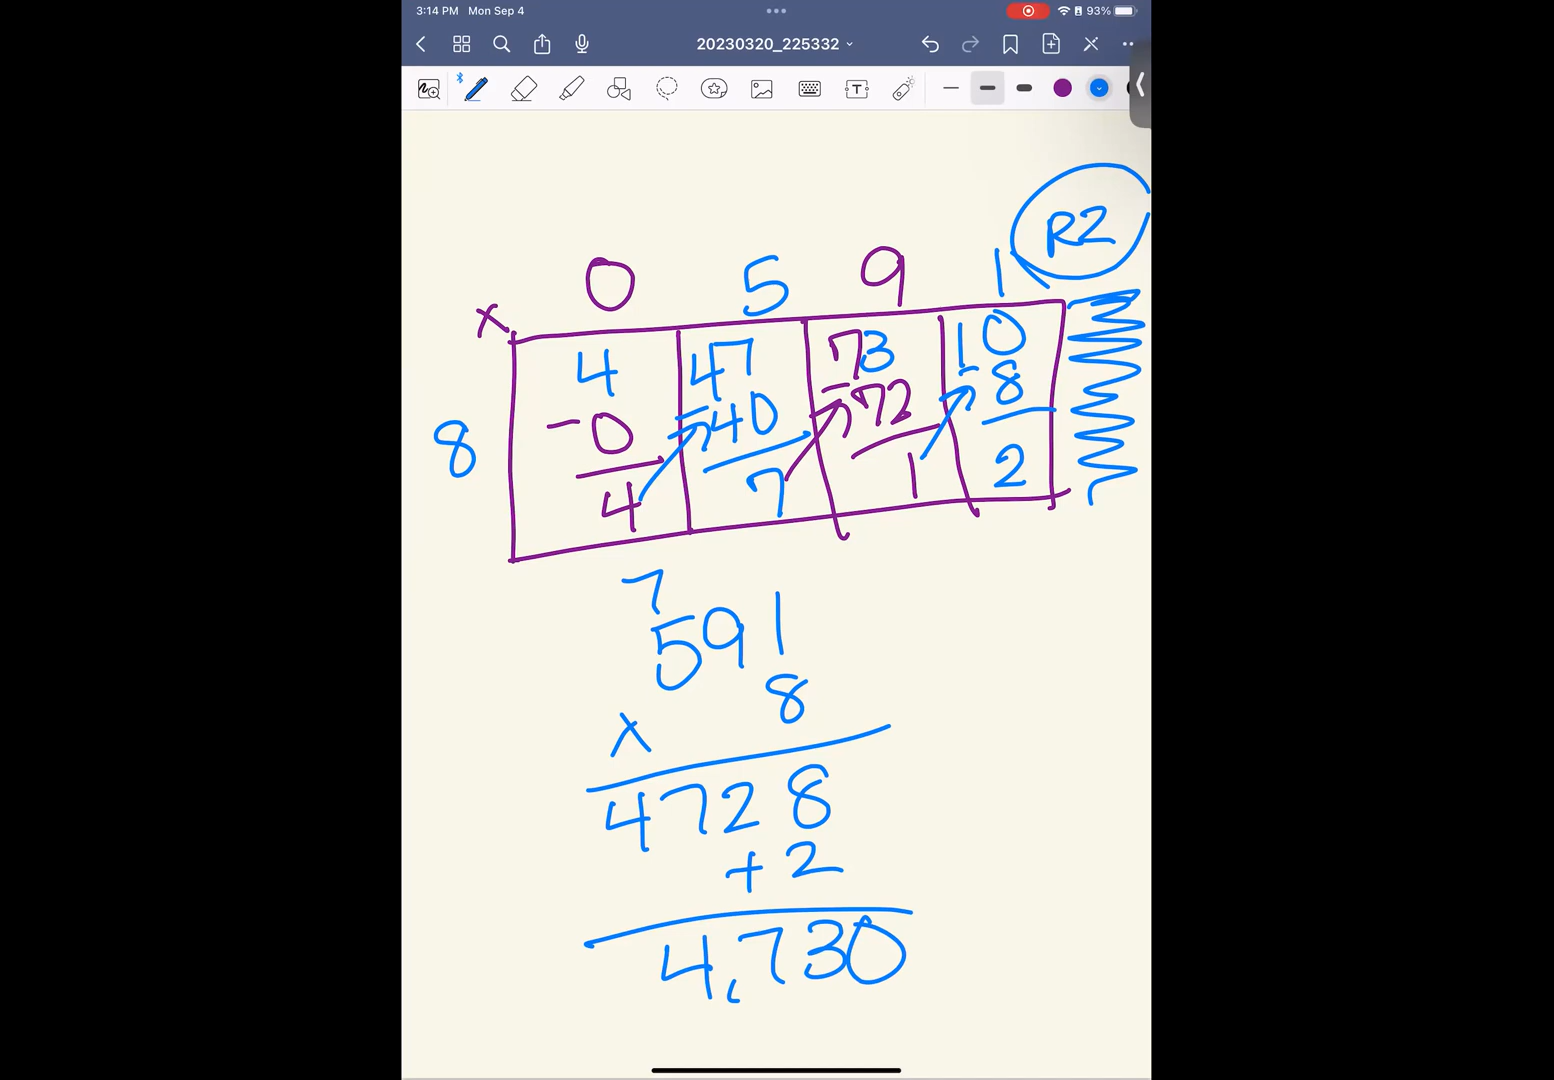 3:14 PM Mon Sep 4 93%
20230320_225332
T
R2
0 5 9 1
x
4 47 73 10
8 -0 -40 -72 -8
4 7 1 2
7
591
x 8
4728
+2
4,730